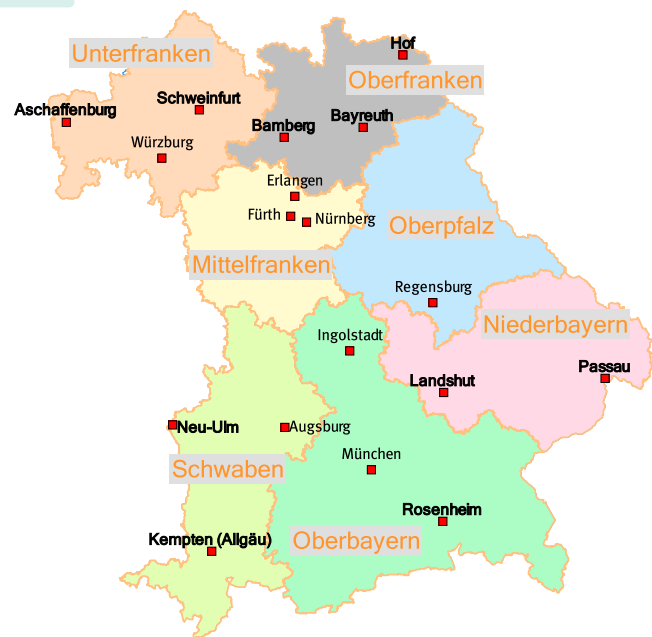 Hof
Unterfranken
Oberfranken
Schweinfurt
Aschaffenburg
Bayreuth
Bamberg
Würzburg
Erlangen
Fürth
Nürnberg
Oberpfalz
Mittelfranken
Regensburg
Niederbayern
Ingolstadt
Passau
Landshut
Neu-Ulm
Augsburg
München
Schwaben
Rosenheim
Kempten (Allgäu)
Oberbayern